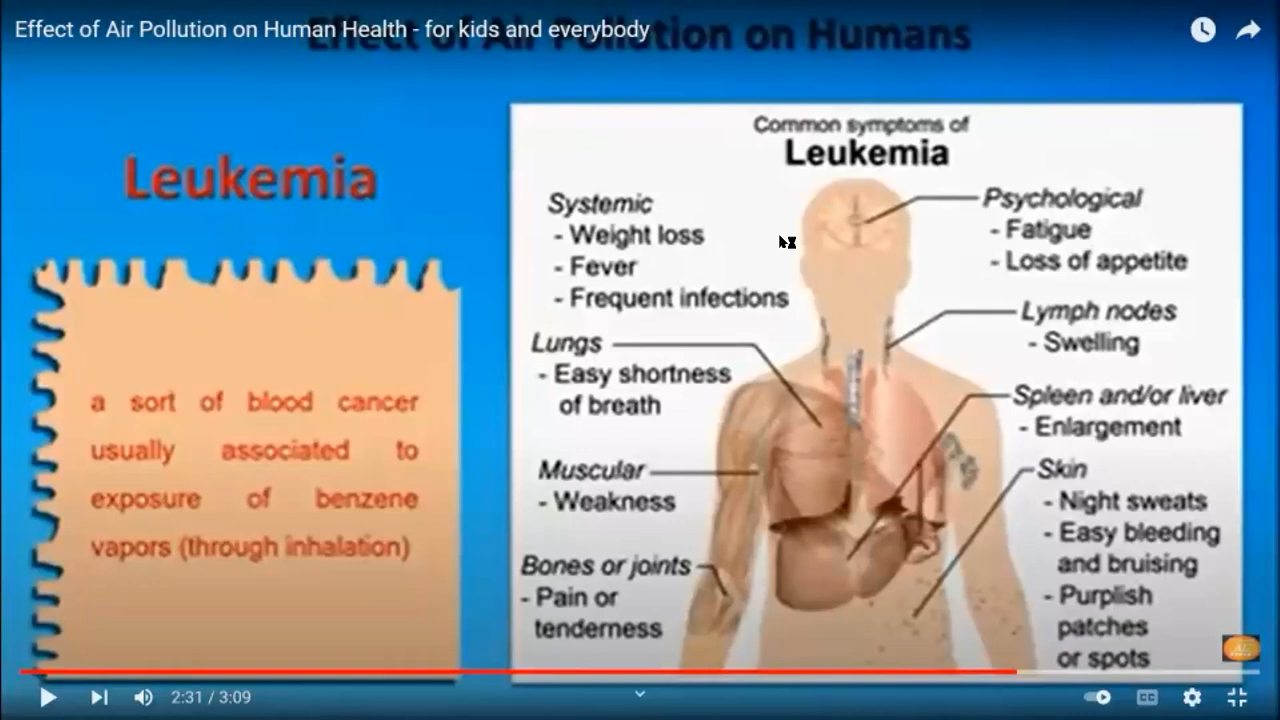 Effect of Air Pollution on Human Health - for kids and everybody
Effect of Air Pollution on Humans
Leukemia
a sort of blood cancer
usually associated to
exposure of benzene
vapors (through inhalation)
Common symptoms of
Leukemia
Systemic
- Weight loss
- Fever
- Frequent infections
Lungs
- Easy shortness
of breath
Muscular
- Weakness
Bones or joints
- Pain or
tenderness
Psychological
- Fatigue
- Loss of appetite
Lymph nodes
- Swelling
Spleen and/or liver
- Enlargement
Skin
- Night sweats
- Easy bleeding
and bruising
- Purplish
patches
or spots
2:31 / 3:09
CC